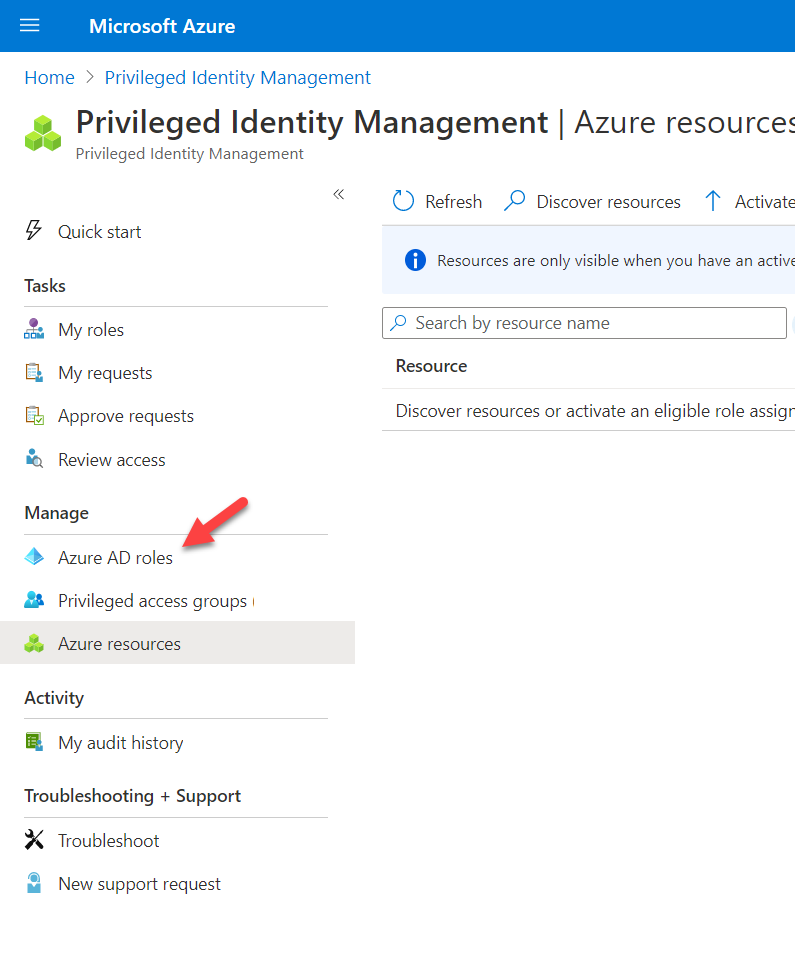 Microsoft Azure
Home > Privileged Identity Management
Privileged Identity Management | Azure resources
Privileged Identity Management
«
Refresh Discover resources Activate
Quick start
Resources are only visible when you have an active
Tasks
Search by resource name
My roles
Resource
My requests
Discover resources or activate an eligible role assign
Approve requests
Review access
Manage
Azure AD roles
Privileged access groups (
Azure resources
Activity
My audit history
Troubleshooting + Support
Troubleshoot
New support request